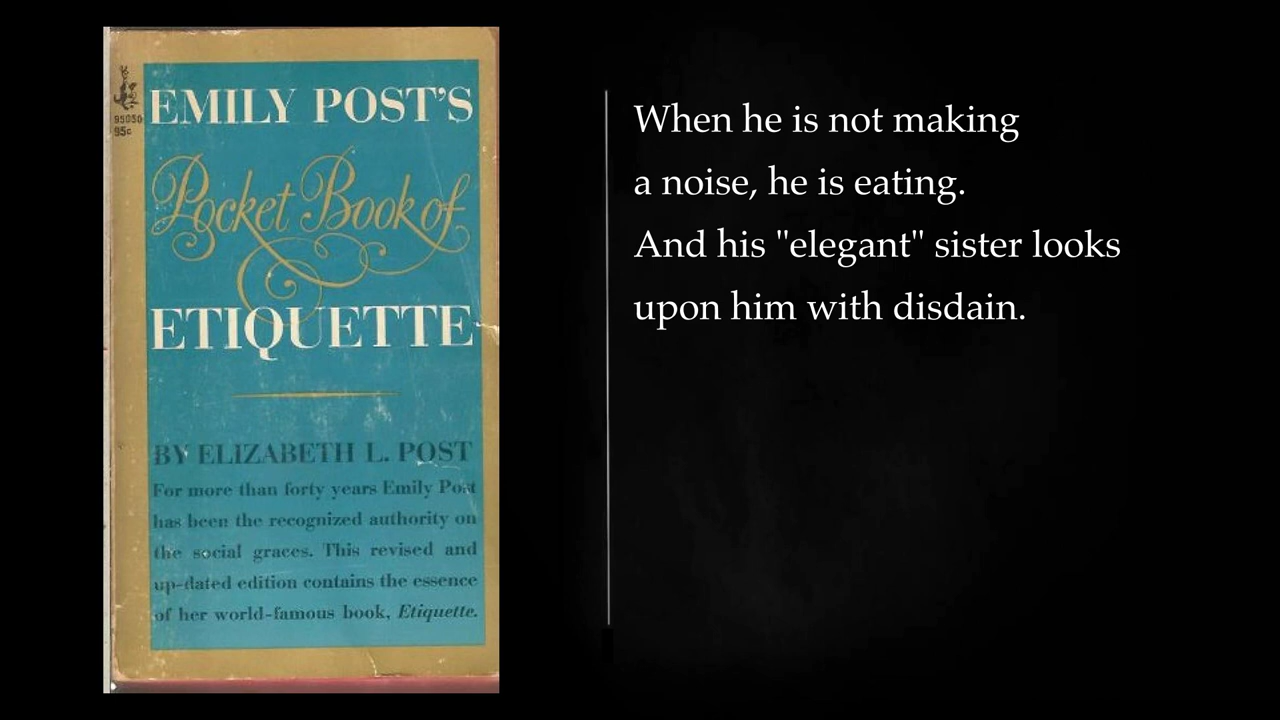 95050
95c
EMILY POST'S
Pocket Book of
ETIQUETTE
BY ELIZABETH L. POST
For more than forty years Emily Post
has been the recognized authority on
the social graces. This revised and
up-dated edition contains the essence
of her world-famous book, Etiquette.
When he is not making
a noise, he is eating.
And his "elegant" sister looks
upon him with disdain.